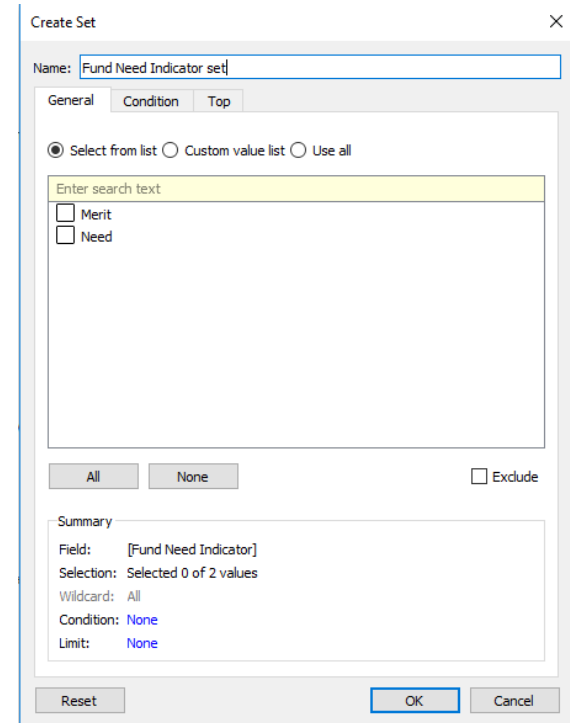 Create Set
Name: Fund Need Indicator set
General Condition Top
Select from list Custom value list Use all
Enter search text
Merit
Need
All None Exclude
Summary
Field: [Fund Need Indicator]
Selection: Selected 0 of 2 values
Wildcard: All
Condition: None
Limit: None
Reset OK Cancel